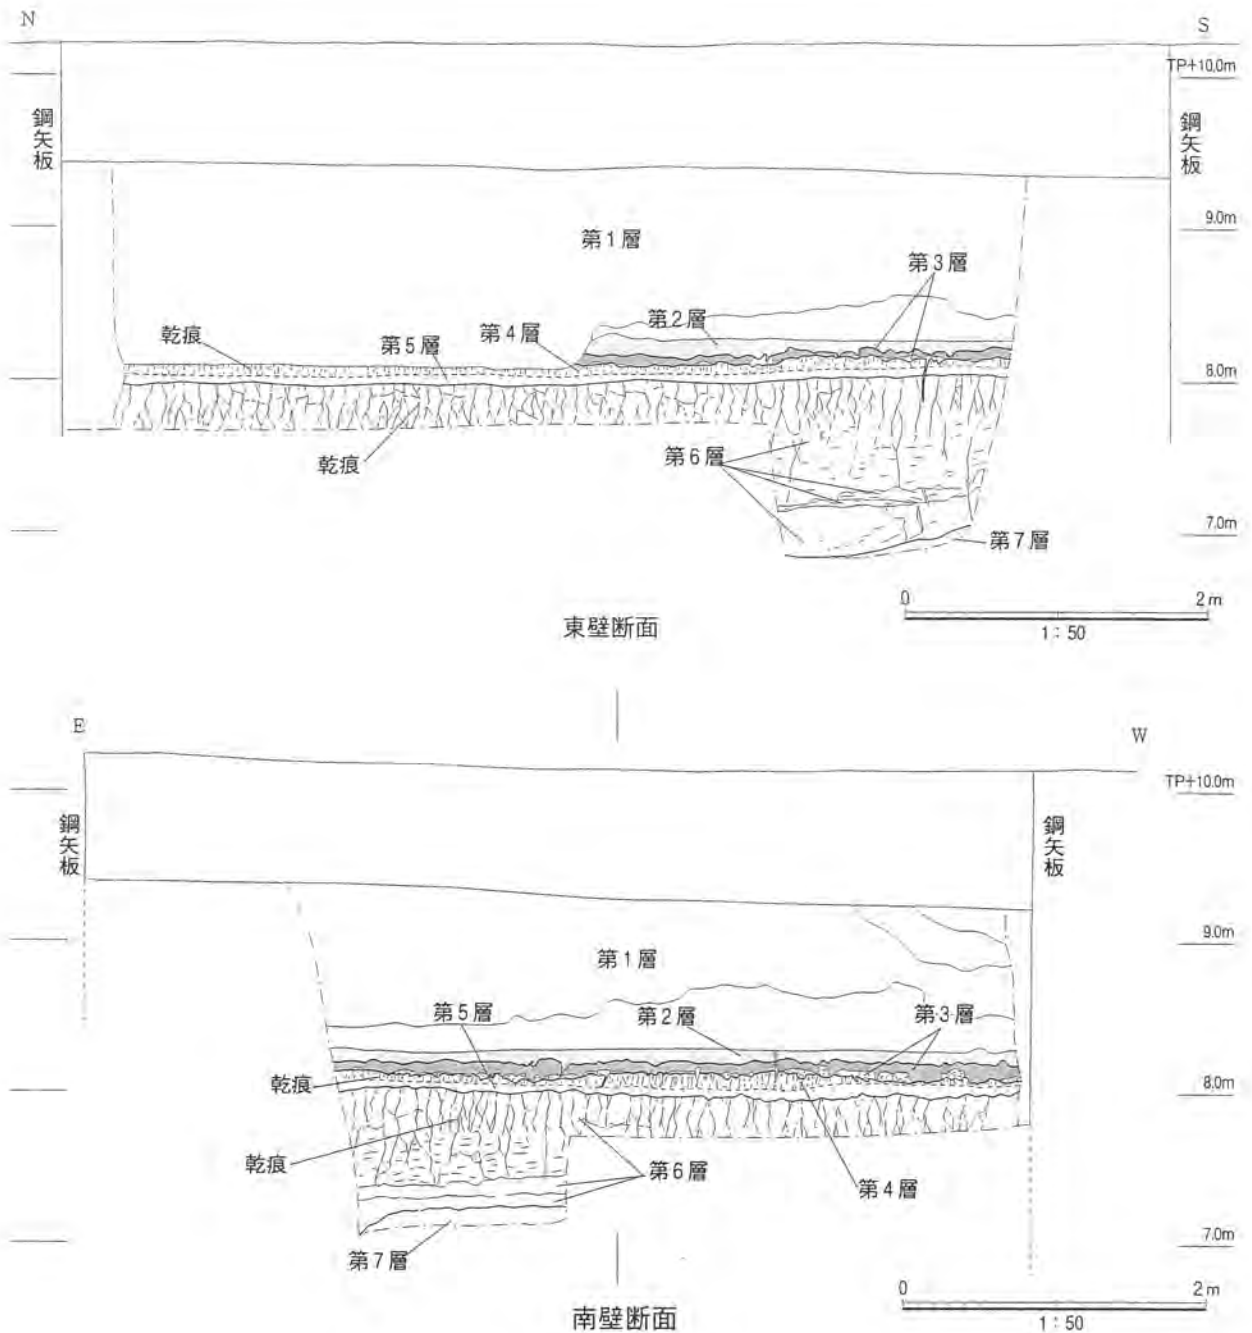 N
S
TP+10.0m
鋼矢板
鋼矢板
9.0m
第1層
第3層
第2層
乾痕
第5層
第4層
8.0m
乾痕
第6層
7.0m
第7層
0 2m
1:50
東壁断面
E
W
TP+10.0m
鋼矢板
鋼矢板
9.0m
第1層
第5層
第2層
第3層
乾痕
8.0m
乾痕
第6層
第4層
7.0m
第7層
0 2m
1:50
南壁断面